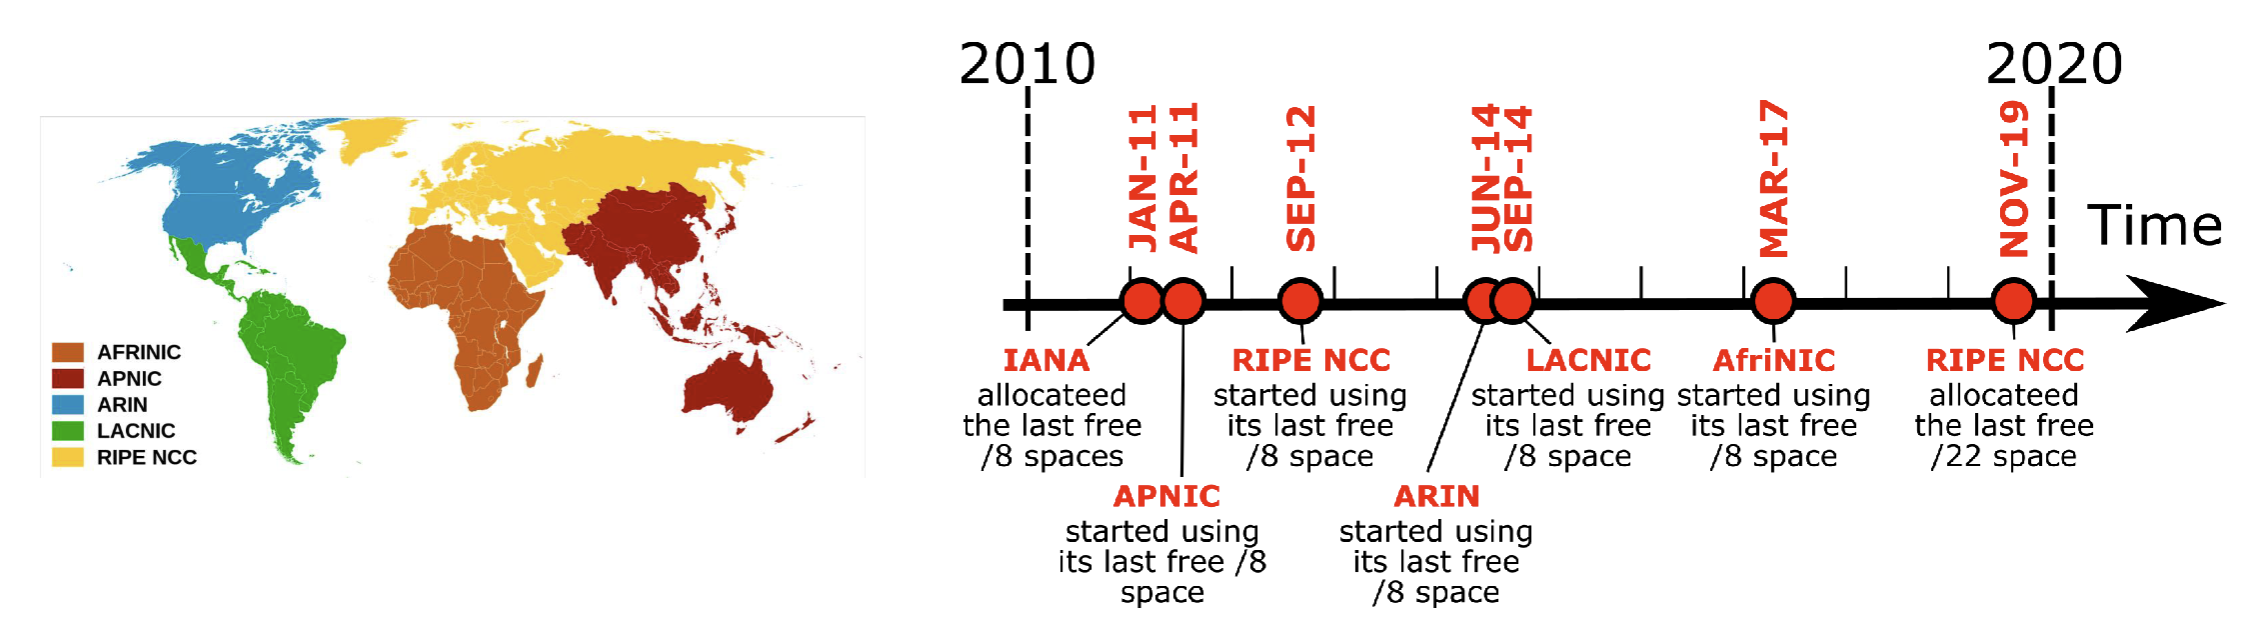 AFRINIC
APNIC
ARIN
LACNIC
RIPE NCC
2010
2020
JAN-11
APR-11
SEP-12
JUN-14
SEP-14
MAR-17
NOV-19
Time
IANA
allocateed
the last free
/8 spaces
APNIC
started using
its last free /8
space
RIPE NCC
started using
its last free
/8 space
ARIN
started using
its last free
/8 space
LACNIC
started using
its last free
/8 space
AfriNIC
started using
its last free
/8 space
RIPE NCC
allocateed
the last free
/22 space